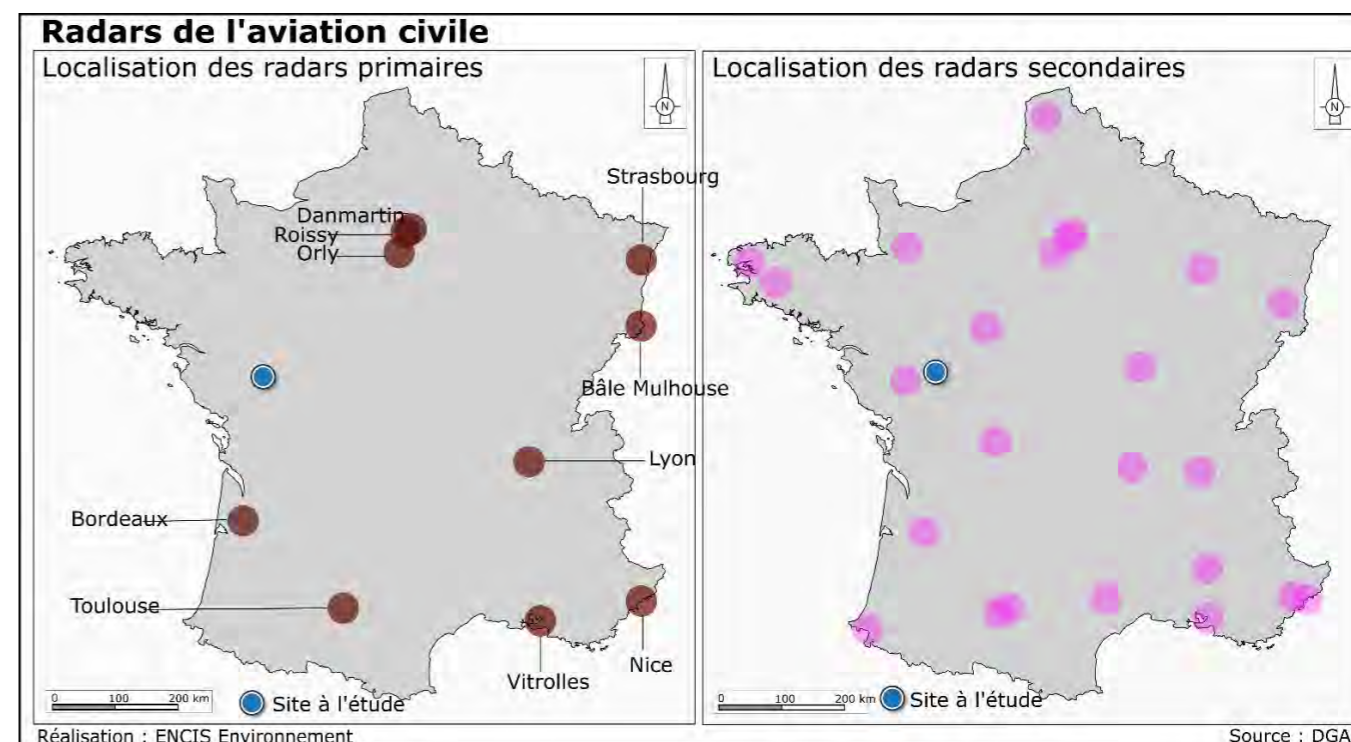 Radars de l'aviation civile
Localisation des radars primaires
N
Strasbourg
Danmartin
Roissy
Orly
Bâle Mulhouse
Lyon
Bordeaux
Toulouse
Nice
Vitrolles
0 100 200 km
Site à l'étude
Localisation des radars secondaires
N
0 100 200 km
Site à l'étude
Réalisation : ENCIS Environnement
Source : DGA